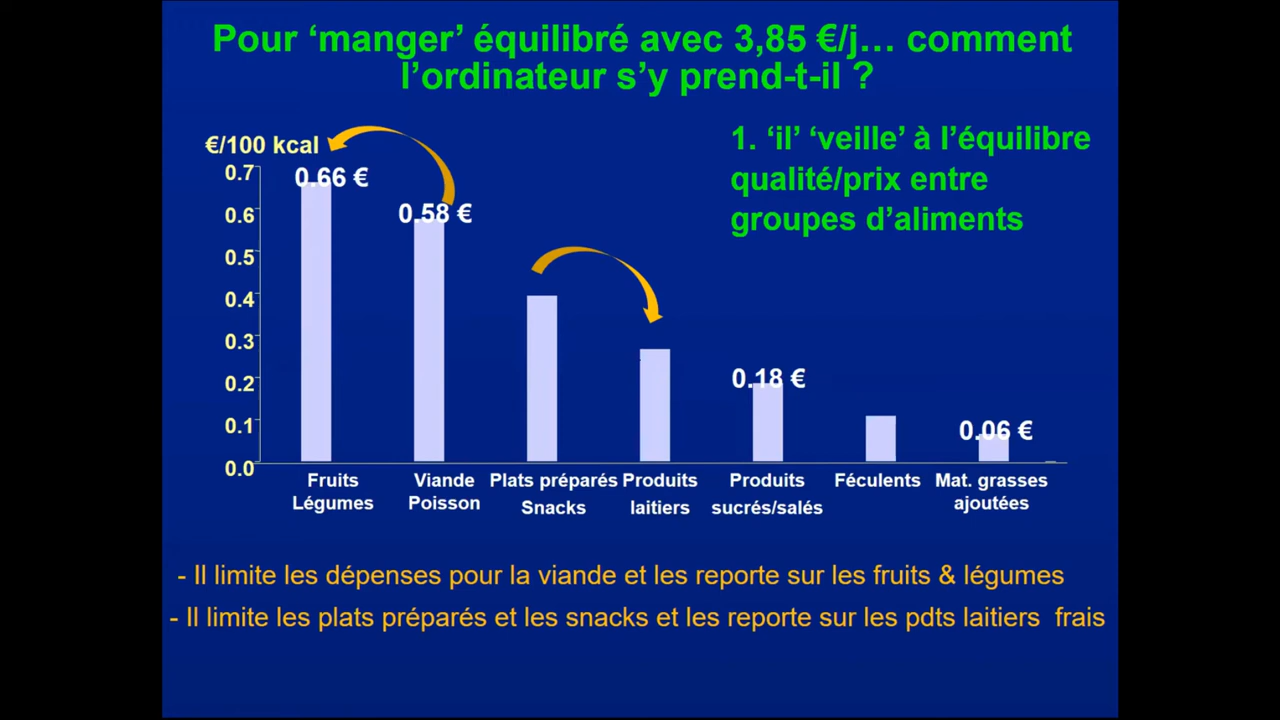 Pour ‘manger’ équilibré avec 3,85 €/j… comment
l’ordinateur s’y prend-t-il ?
€/100 kcal
1. ‘il’ ‘veille’ à l’équilibre
qualité/prix entre
groupes d’aliments
0.7
0.6
0.5
0.4
0.3
0.2
0.1
0.0
0.66 €
0.58 €
0.18 €
0.06 €
Fruits
Légumes
Viande
Poisson
Plats préparés
Snacks
Produits
laitiers
Produits
sucrés/salés
Féculents
Mat. grasses
ajoutées
- Il limite les dépenses pour la viande et les reporte sur les fruits & légumes
- Il limite les plats préparés et les snacks et les reporte sur les pdts laitiers frais